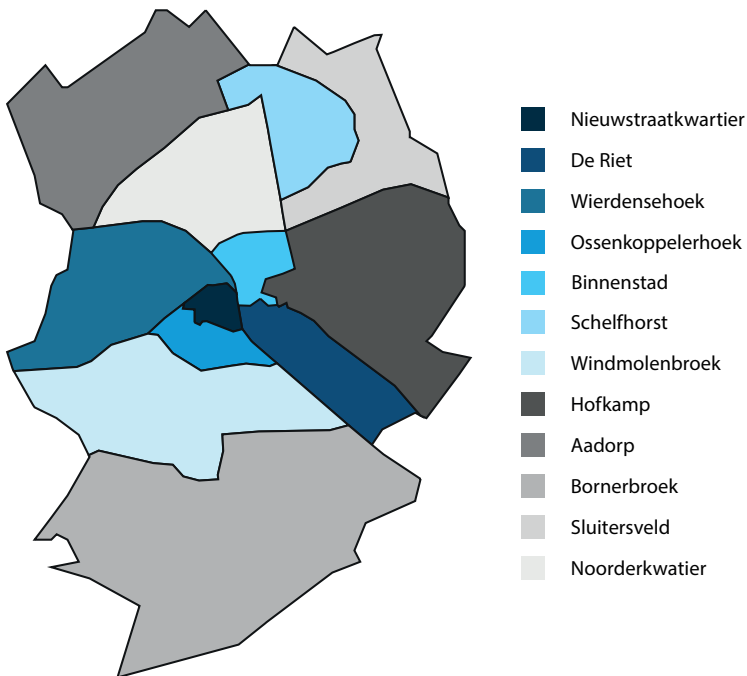 Nieuwstraatkwartier
De Riet
Wierdensehoek
Ossenkoppelerhoek
Binnenstad
Schelfhorst
Windmolenbroek
Hofkamp
Aadorp
Bornerbroek
Sluitersveld
Noorderkwatier